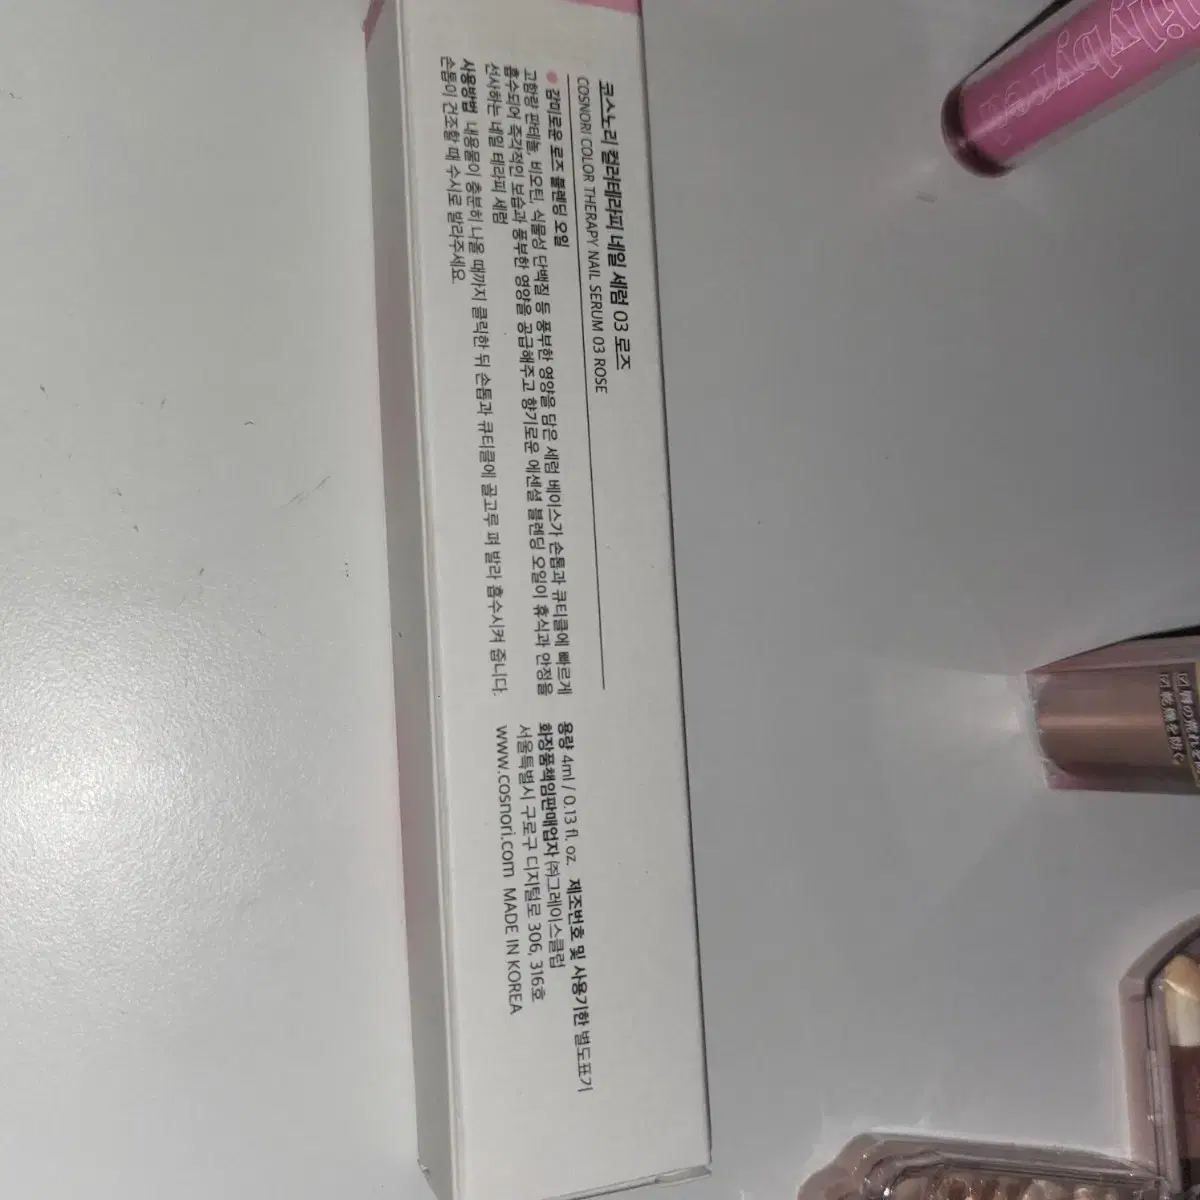 코스노리 컬러테라피 네일 세럼 03 로즈
COSNORI COLOR THERAPY NAIL SERUM 03 ROSE
감미로운 로즈 블렌딩 오일
고함량 판테놀, 비오틴, 식물성 단백질 등 풍부한 영양을 담은 세럼 베이스가 손톱과 큐티클에 빠르게
흡수되어 즉각적인 보습과 풍부한 영양을 공급해주고 향기로운 에센셜 블렌딩 오일이 휴식과 안정을
선사하는 네일 테라피 세럼
사용방법 내용물이 충분히 나올 때까지 클릭한 뒤 손톱과 큐티클에 골고루 펴 발라 흡수시켜 줍니다.
손톱이 건조할 때 수시로 발라주세요.
용량 4ml / 0.13 fl. oz. 제조번호 및 사용기한 별도표기
화장품책임판매업자 ㈜그레이스클럽
서울특별시 구로구 디지털로 306, 316호
www.cosnori.com MADE IN KOREA
lilybyred
☑唇の荒れを
☑乾燥を防ぐ